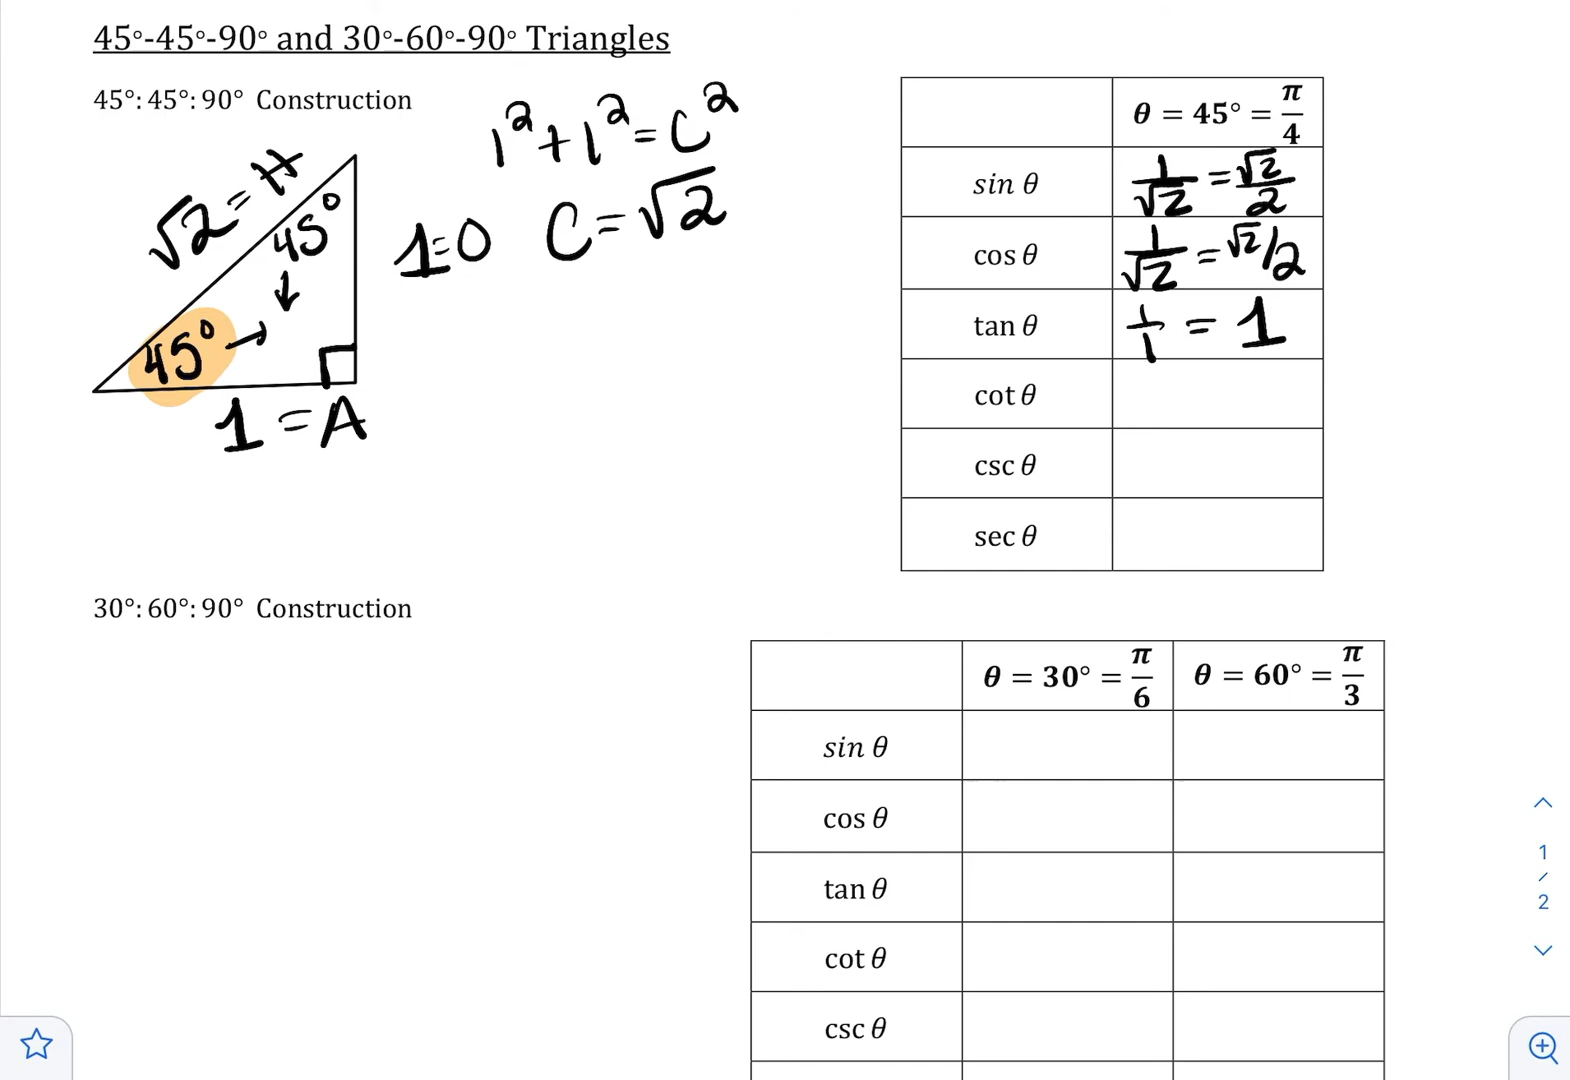 45°-45°-90° and 30°-60°-90° Triangles
45°: 45°: 90° Construction
1² + 1² = C²
C = √2
√2 = H
45°
45°
1 = O
1 = A
θ = 45° = π/4
sin θ 1/√2 = √2/2
cos θ 1/√2 = √2/2
tan θ 1/1 = 1
cot θ
csc θ
sec θ
30°: 60°: 90° Construction
θ = 30° = π/6 θ = 60° = π/3
sin θ
cos θ
tan θ
cot θ
csc θ
1
/
2